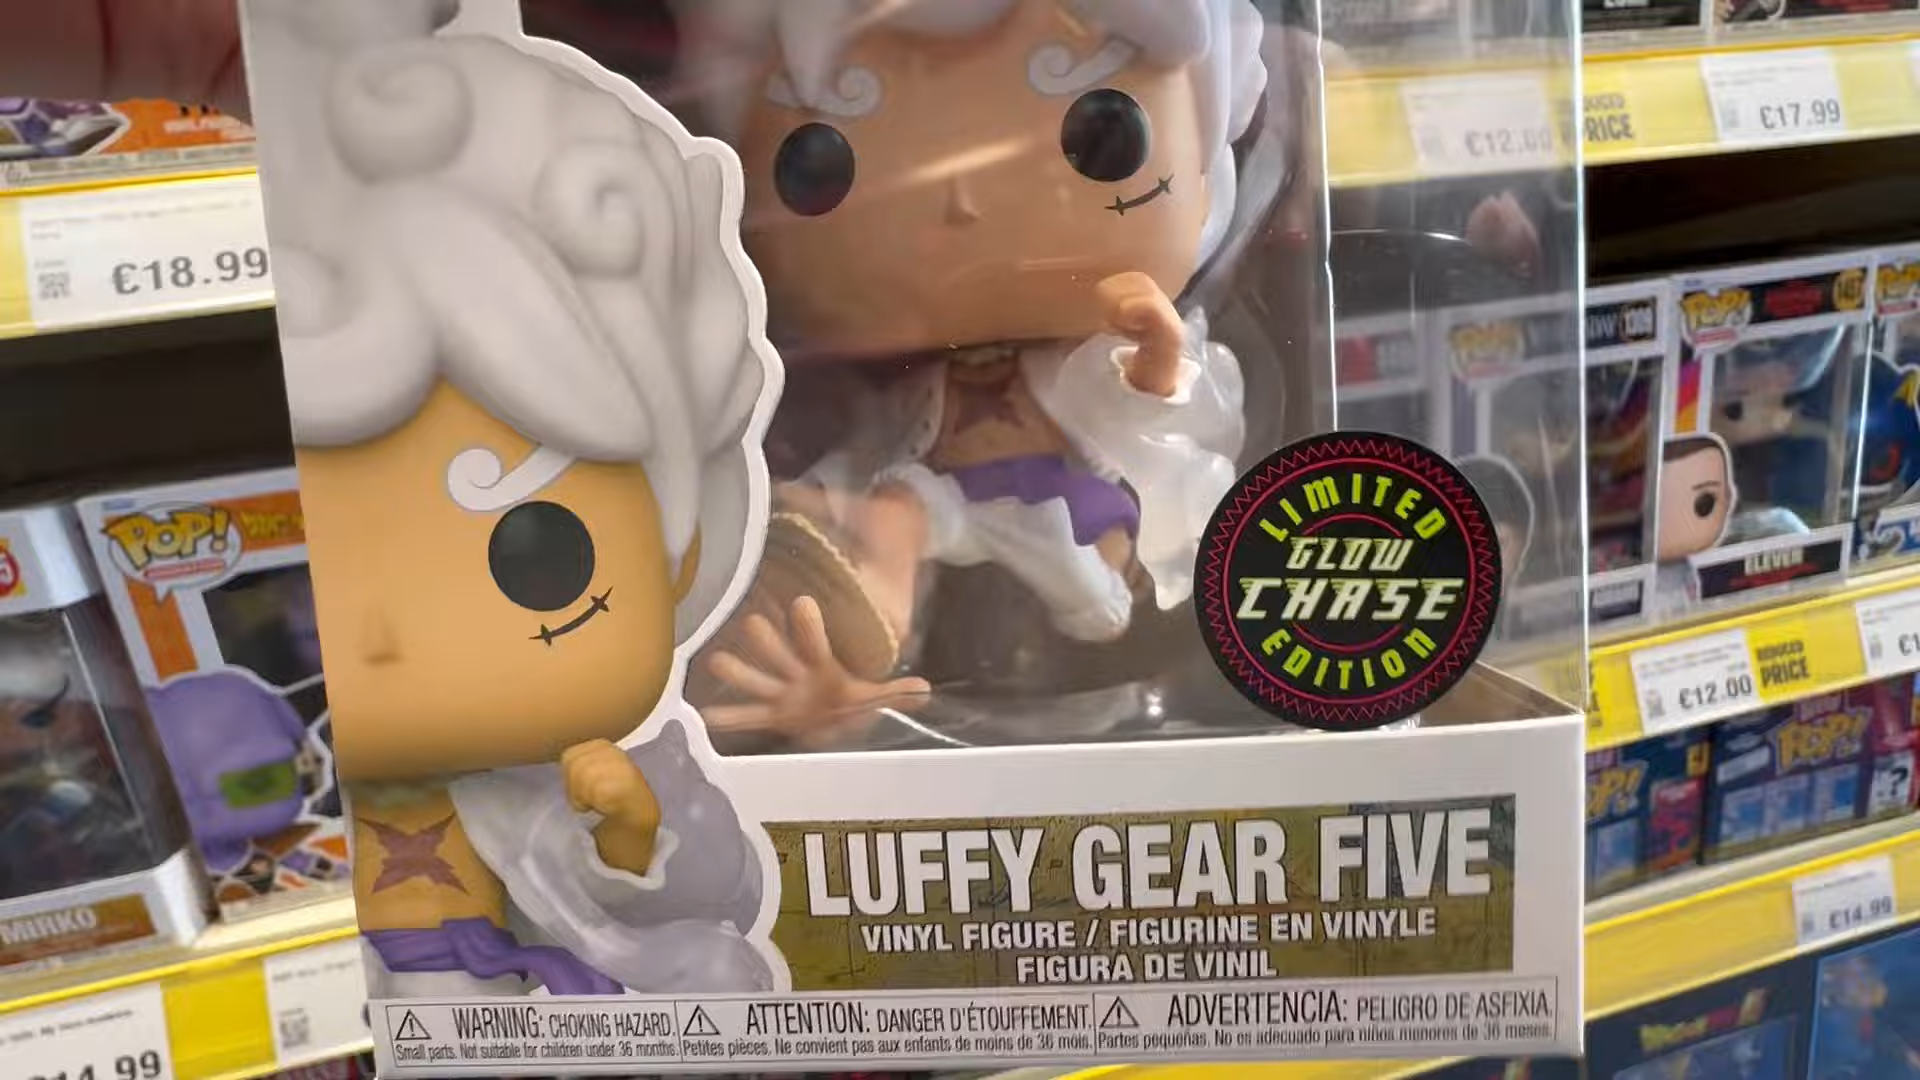 €18.99
€12.00
REDUCED
PRICE
€17.99
POP!
POP!
1309
1457
ELEVEN
€12.00
REDUCED
PRICE
€14.99
MIRKO
LIMITED
GLOW
CHASE
EDITION
LUFFY GEAR FIVE
VINYL FIGURE / FIGURINE EN VINYLE
FIGURA DE VINIL
WARNING: CHOKING HAZARD.
Small parts. Not suitable for children under 36 months.
ATTENTION: DANGER D'ÉTOUFFEMENT.
Petites pièces. Ne convient pas aux enfants de moins de 36 mois.
ADVERTENCIA: PELIGRO DE ASFIXIA.
Partes pequeñas. No es adecuado para niños menores de 36 meses.